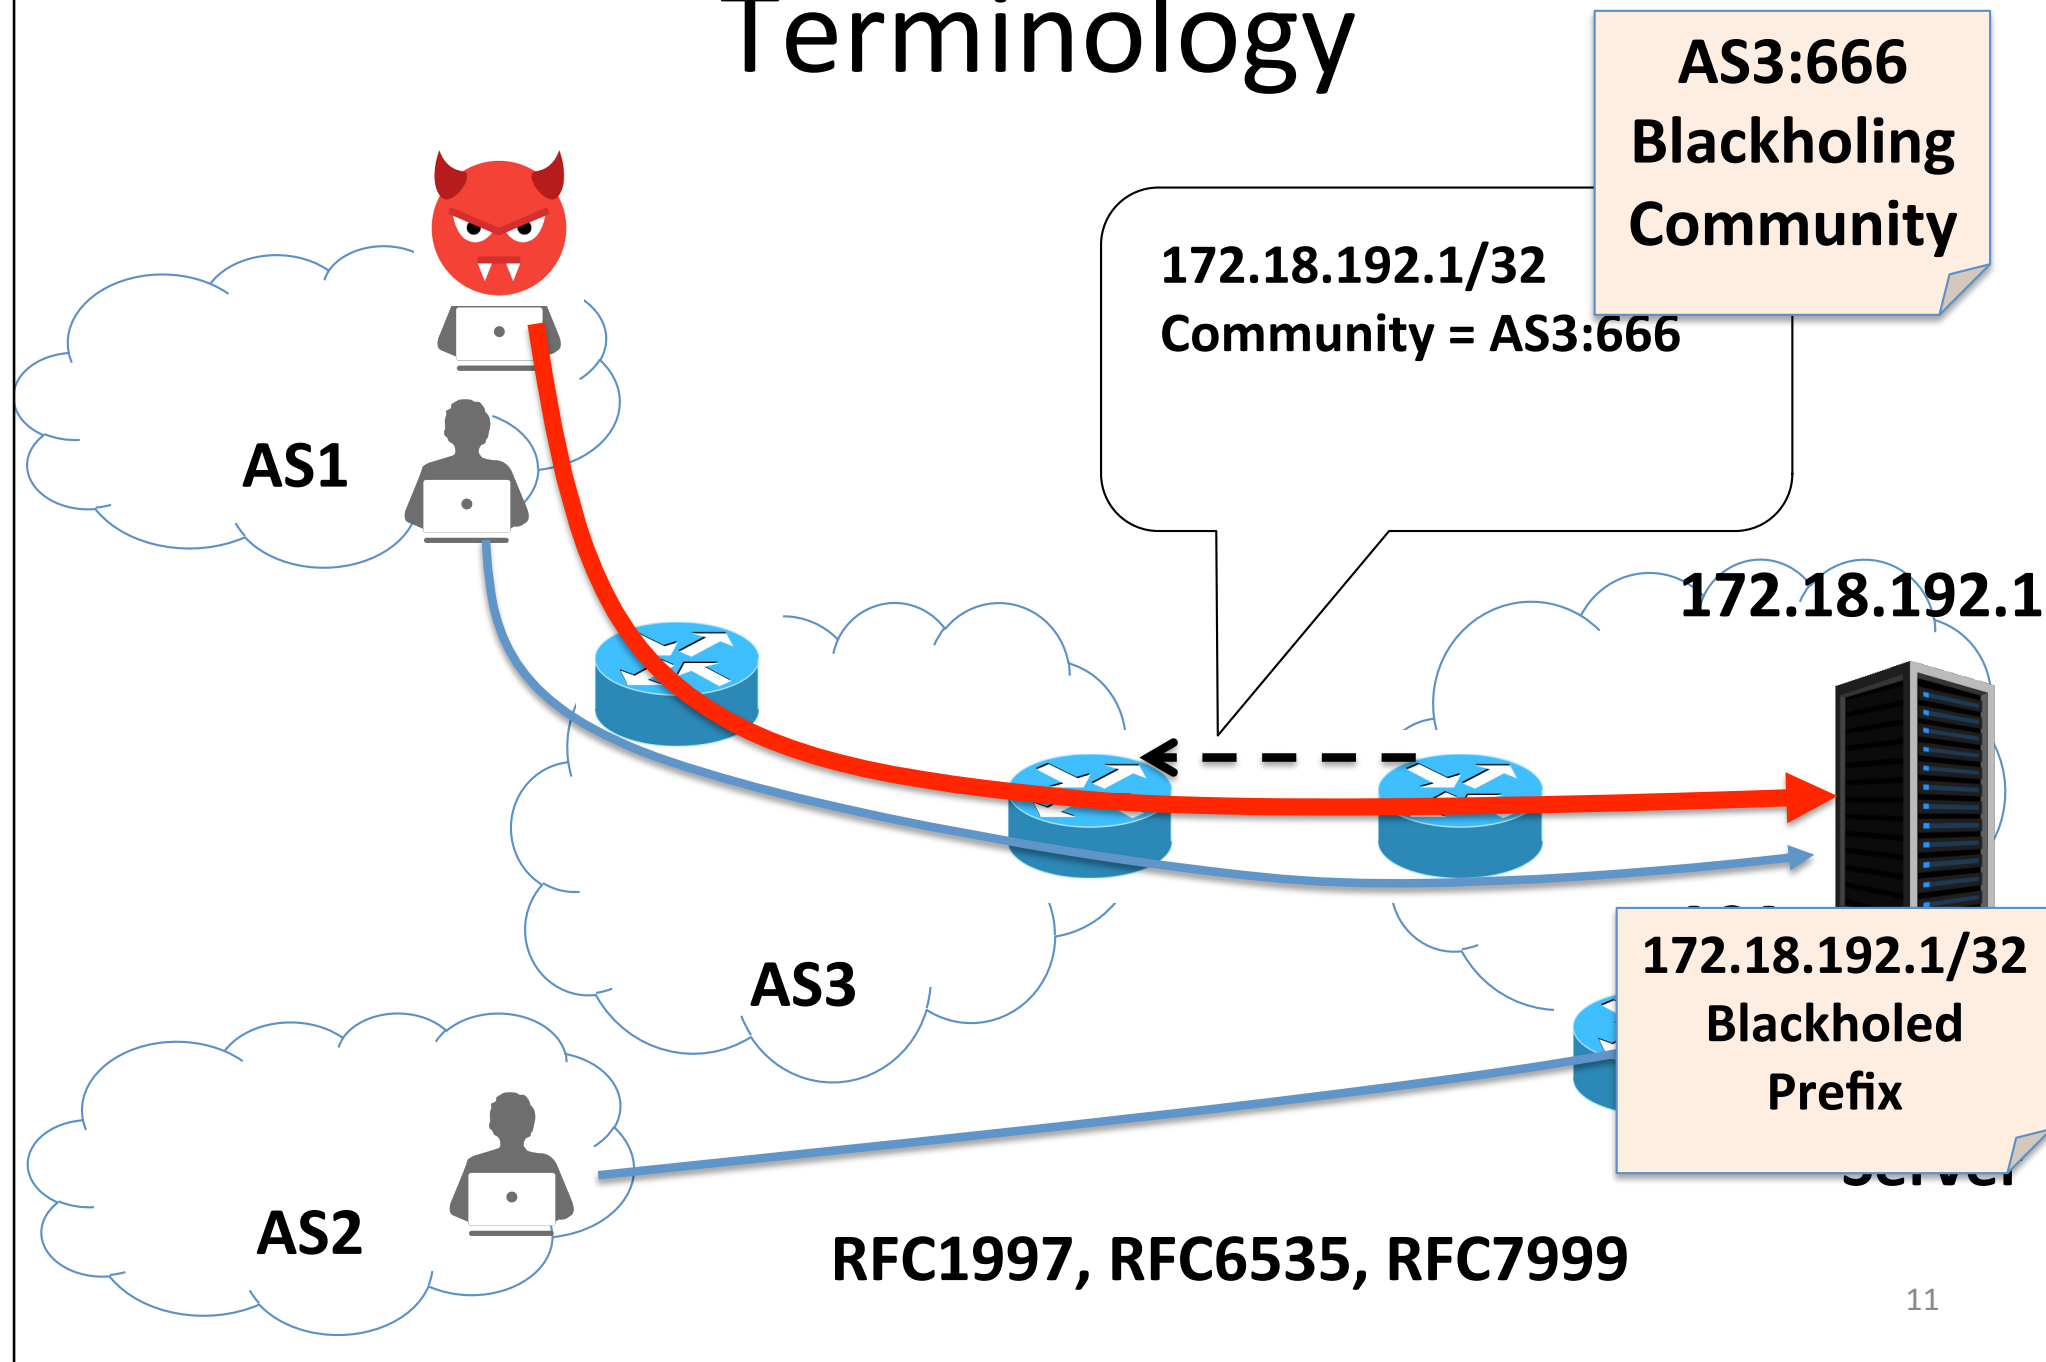 Terminology
AS3:666
Blackholing
Community
172.18.192.1/32
Community = AS3:666
AS1
172.18.192.1
AS3
172.18.192.1/32
Blackholed
Prefix
AS2
Server
RFC1997, RFC6535, RFC7999
11